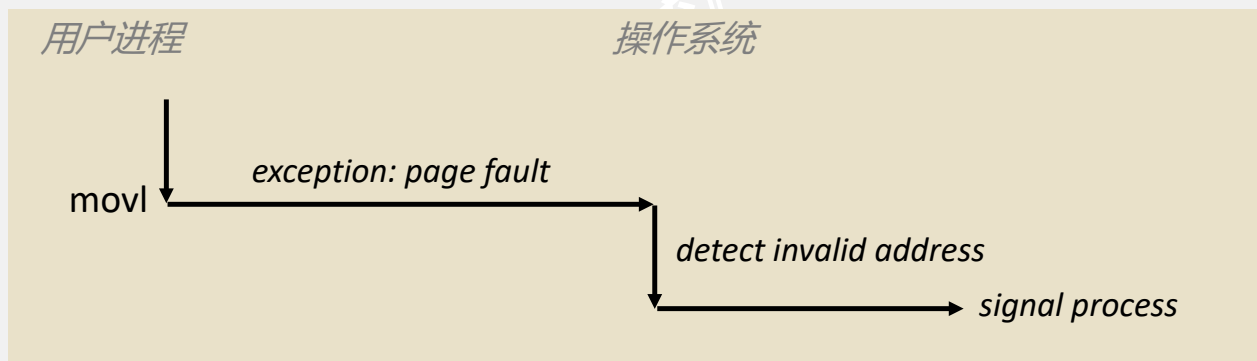 用户进程 操作系统
exception: page fault
movl
detect invalid address
signal process